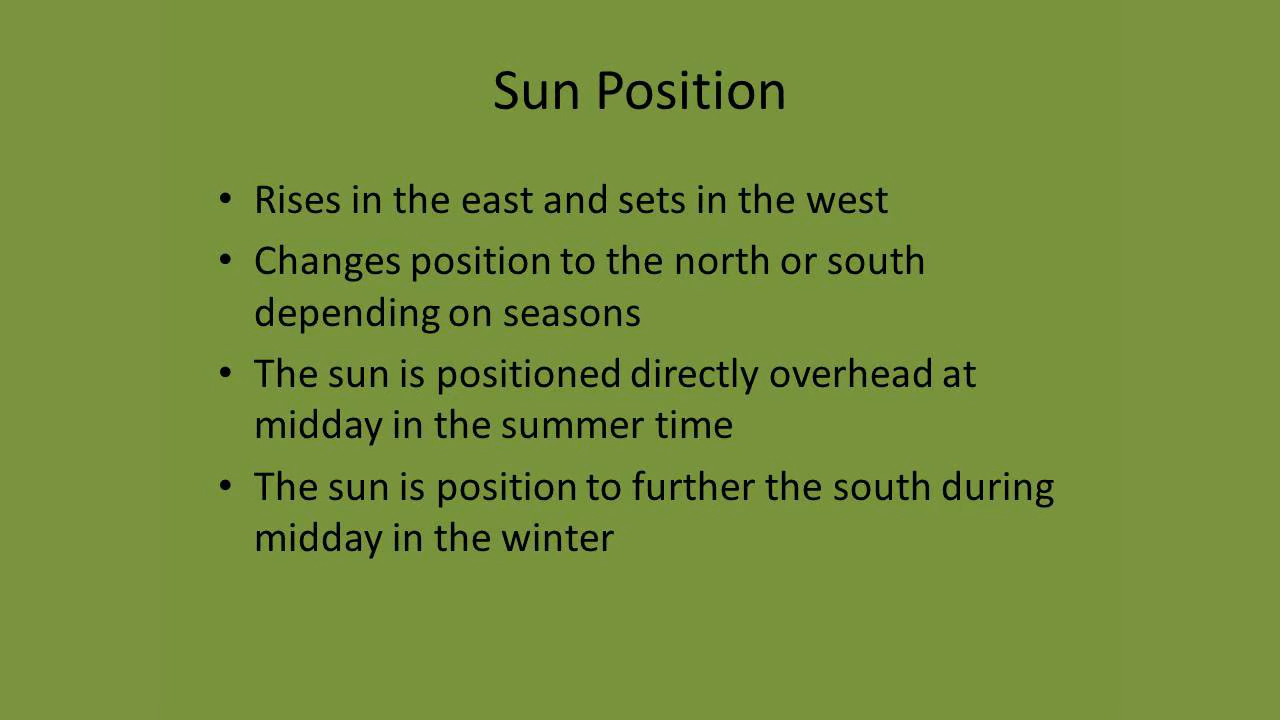 Sun Position
• Rises in the east and sets in the west
• Changes position to the north or south
depending on seasons
• The sun is positioned directly overhead at
midday in the summer time
• The sun is position to further the south during
midday in the winter